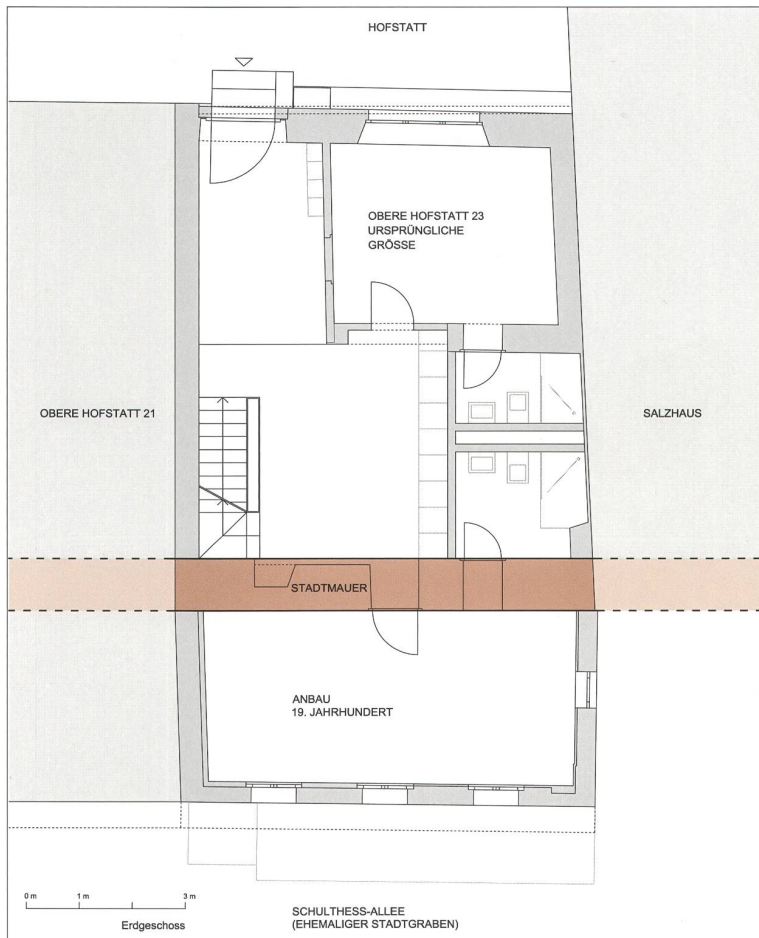 HOFSTATT
OBERE HOFSTATT 23
URSPRÜNGLICHE
GRÖSSE
OBERE HOFSTATT 21
SALZHAUS
STADTMAUER
ANBAU
19. JAHRHUNDERT
0 m 1 m 3 m
Erdgeschoss
SCHULTHESS-ALLEE
(EHEMALIGER STADTGRABEN)